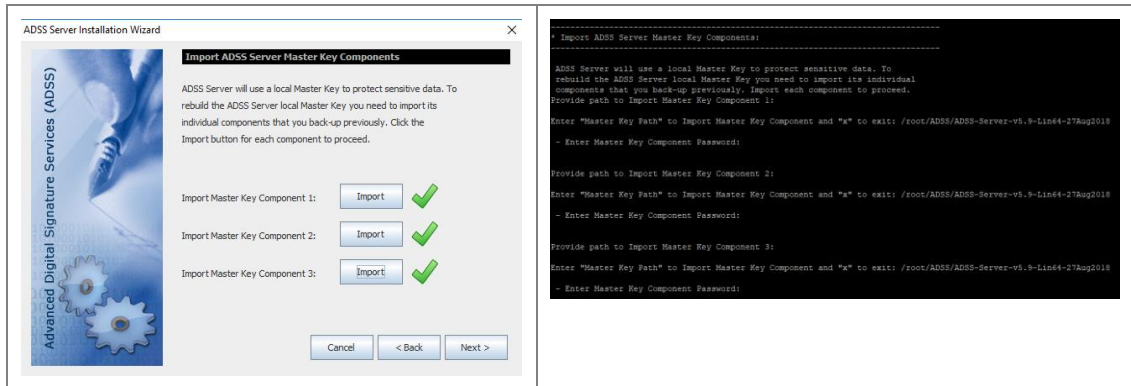 ADSS Server Installation Wizard
Advanced Digital Signature Services (ADSS)
Import ADSS Server Master Key Components
ADSS Server will use a local Master Key to protect sensitive data. To
rebuild the ADSS Server local Master Key you need to import its
individual components that you back-up previously. Click the
Import button for each component to proceed.
Import Master Key Component 1: Import
Import Master Key Component 2: Import
Import Master Key Component 3: Import
Cancel < Back Next >
* Import ADSS Server Master Key Components:
ADSS Server will use a local Master Key to protect sensitive data. To
rebuild the ADSS Server local Master Key you need to import its individual
components that you back-up previously. Import each component to proceed.
Provide path to Import Master Key Component 1:
Enter "Master Key Path" to Import Master Key Component and "x" to exit: /root/ADSS/ADSS-Server-v5.9-Lin64-27Aug2018
- Enter Master Key Component Password:
Provide path to Import Master Key Component 2:
Enter "Master Key Path" to Import Master Key Component and "x" to exit: /root/ADSS/ADSS-Server-v5.9-Lin64-27Aug2018
- Enter Master Key Component Password:
Provide path to Import Master Key Component 3:
Enter "Master Key Path" to Import Master Key Component and "x" to exit: /root/ADSS/ADSS-Server-v5.9-Lin64-27Aug2018
- Enter Master Key Component Password: